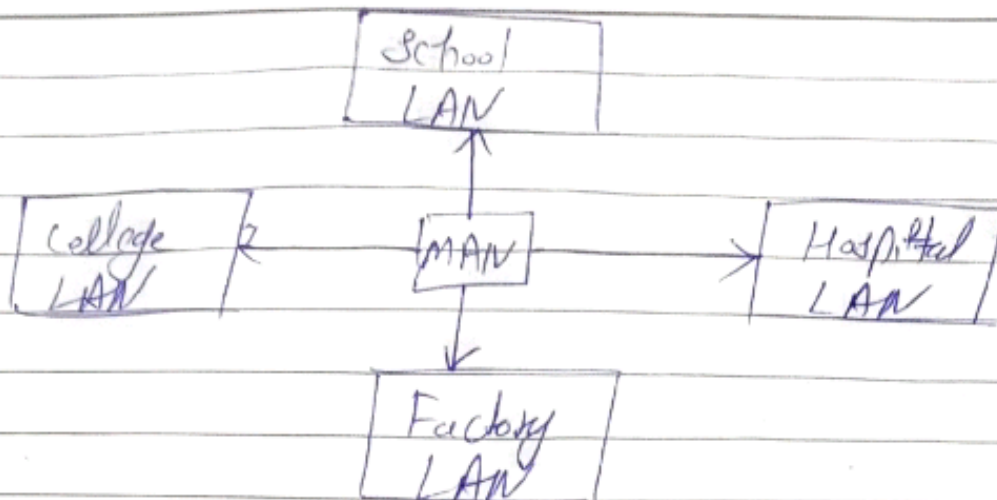 School
LAN
College
LAN
MAN
Hospital
LAN
Factory
LAN